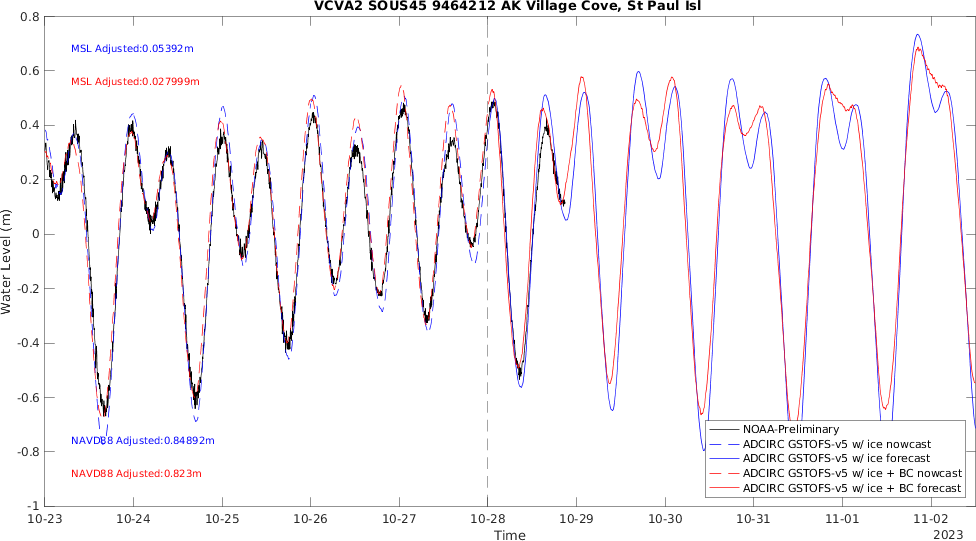 VCVA2 SOUS45 9464212 AK Village Cove, St Paul Isl
MSL Adjusted:0.05392m
MSL Adjusted:0.027999m
NAVD88 Adjusted:0.84892m
NAVD88 Adjusted:0.823m
Water Level (m)
0.8
0.6
0.4
0.2
0
-0.2
-0.4
-0.6
-0.8
-1
NOAA-Preliminary
ADCIRC GSTOFS-v5 w/ ice nowcast
ADCIRC GSTOFS-v5 w/ ice forecast
ADCIRC GSTOFS-v5 w/ ice + BC nowcast
ADCIRC GSTOFS-v5 w/ ice + BC forecast
10-23 10-24 10-25 10-26 10-27 10-28 10-29 10-30 10-31 11-01 11-02
Time
2023